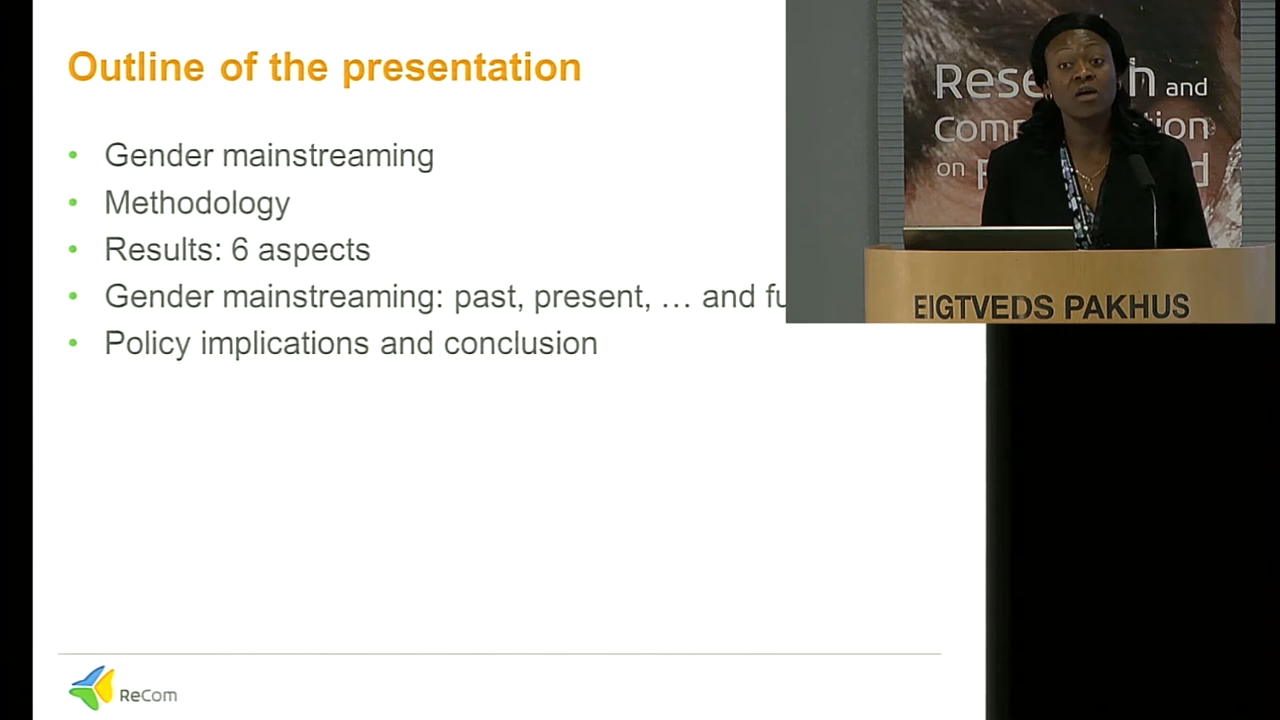 Outline of the presentation
• Gender mainstreaming
• Methodology
• Results: 6 aspects
• Gender mainstreaming: past, present, … and fu
• Policy implications and conclusion
ReCom
and
on
EIGTVEDS PAKHUS